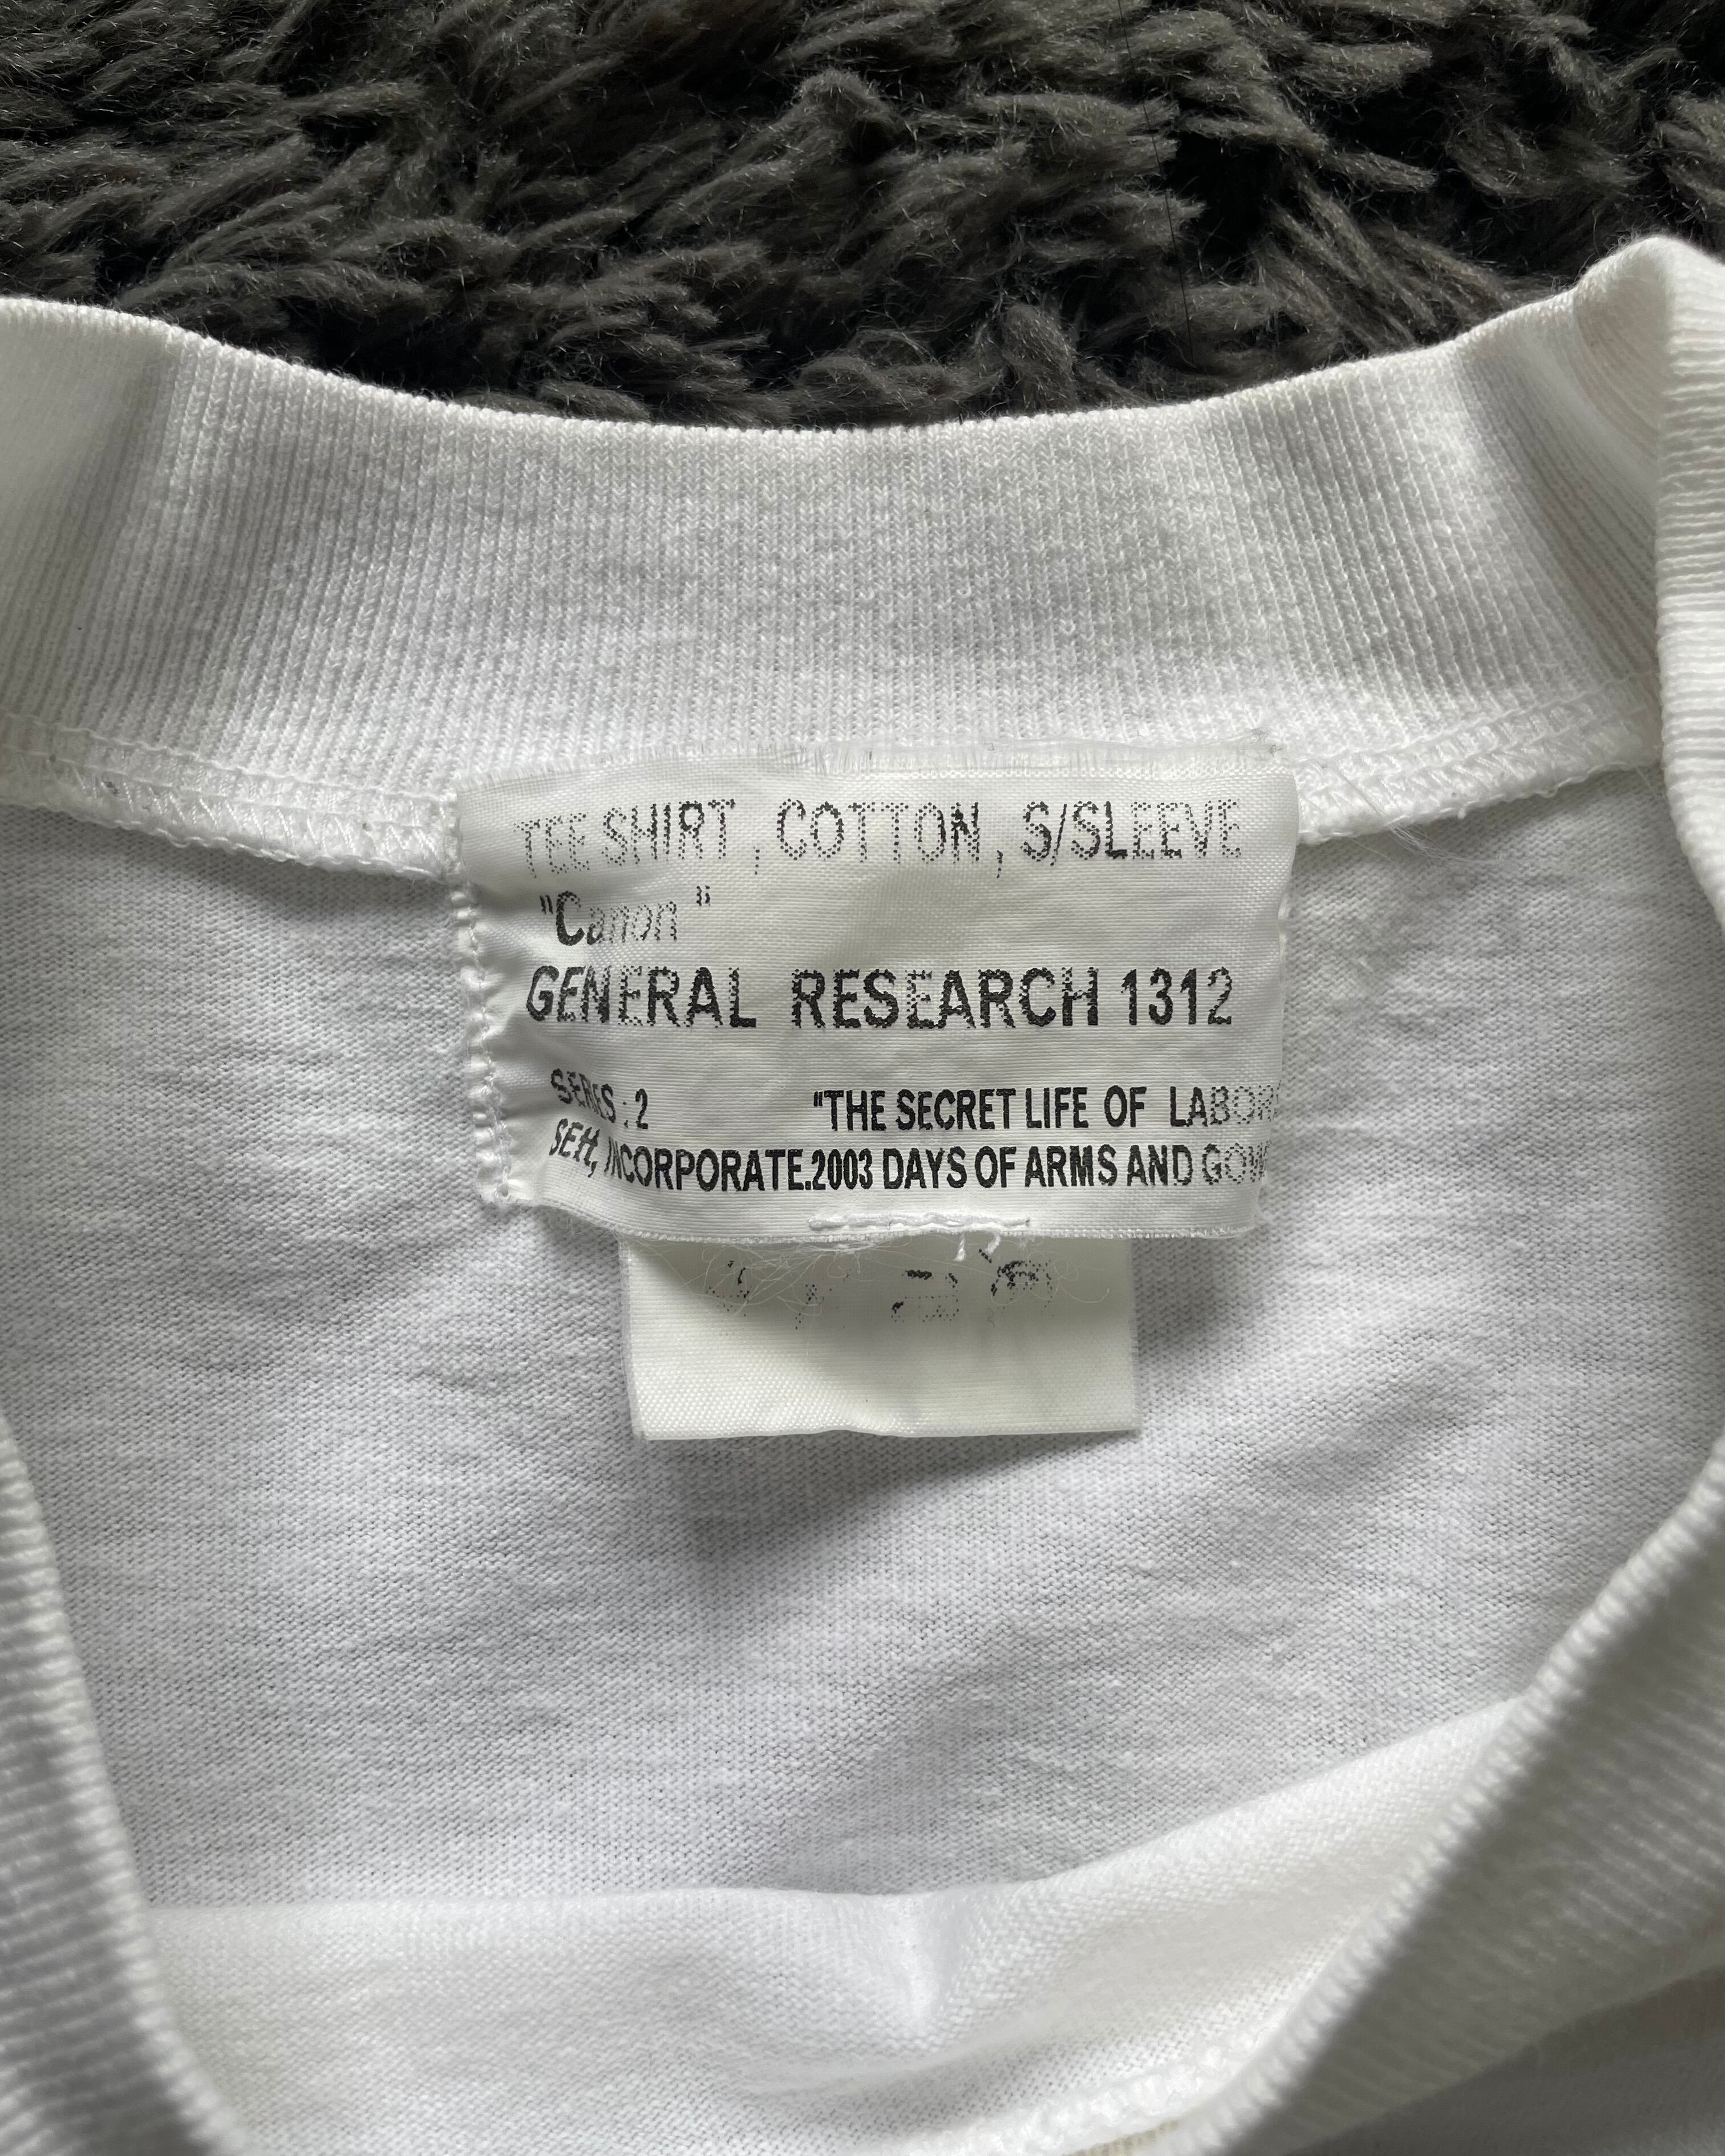 TEE SHIRT , COTTON , S/SLEEVE
"Canon "
GENERAL RESEARCH 1312
SERIES : 2 "THE SECRET LIFE OF
SETT, INCORPORATE.2003 DAYS OF ARMS AND